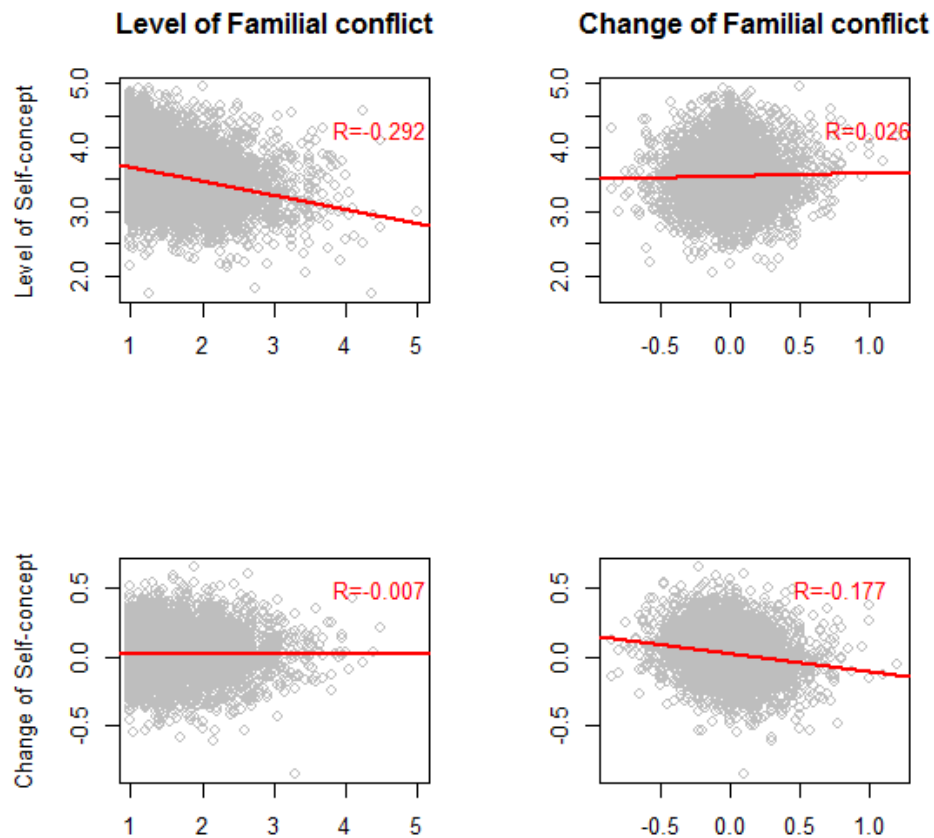 Level of Familial conflict
Change of Familial conflict
Level of Self-concept
5.0
4.0
3.0
2.0
R=-0.292
1 2 3 4 5
R=0.026
5.0
4.0
3.0
2.0
-0.5 0.0 0.5 1.0
Change of Self-concept
0.5
0.0
-0.5
R=-0.007
1 2 3 4 5
0.5
0.0
-0.5
R=-0.177
-0.5 0.0 0.5 1.0